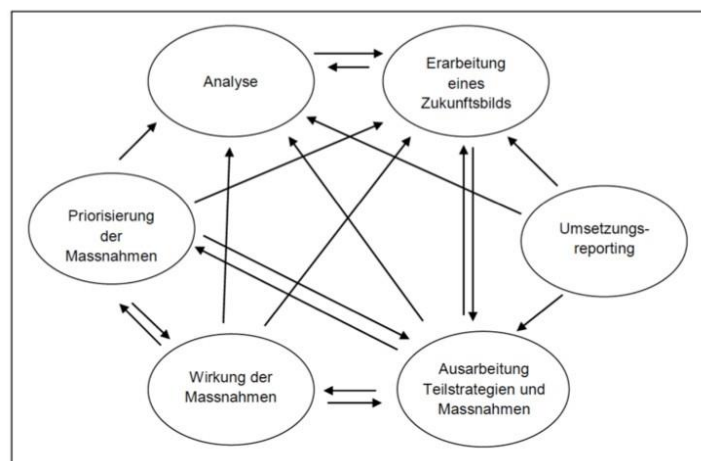 Analyse
Erarbeitung
eines
Zukunftsbilds
Priorisierung
der
Massnahmen
Umsetzungs-
reporting
Wirkung der
Massnahmen
Ausarbeitung
Teilstrategien und
Massnahmen